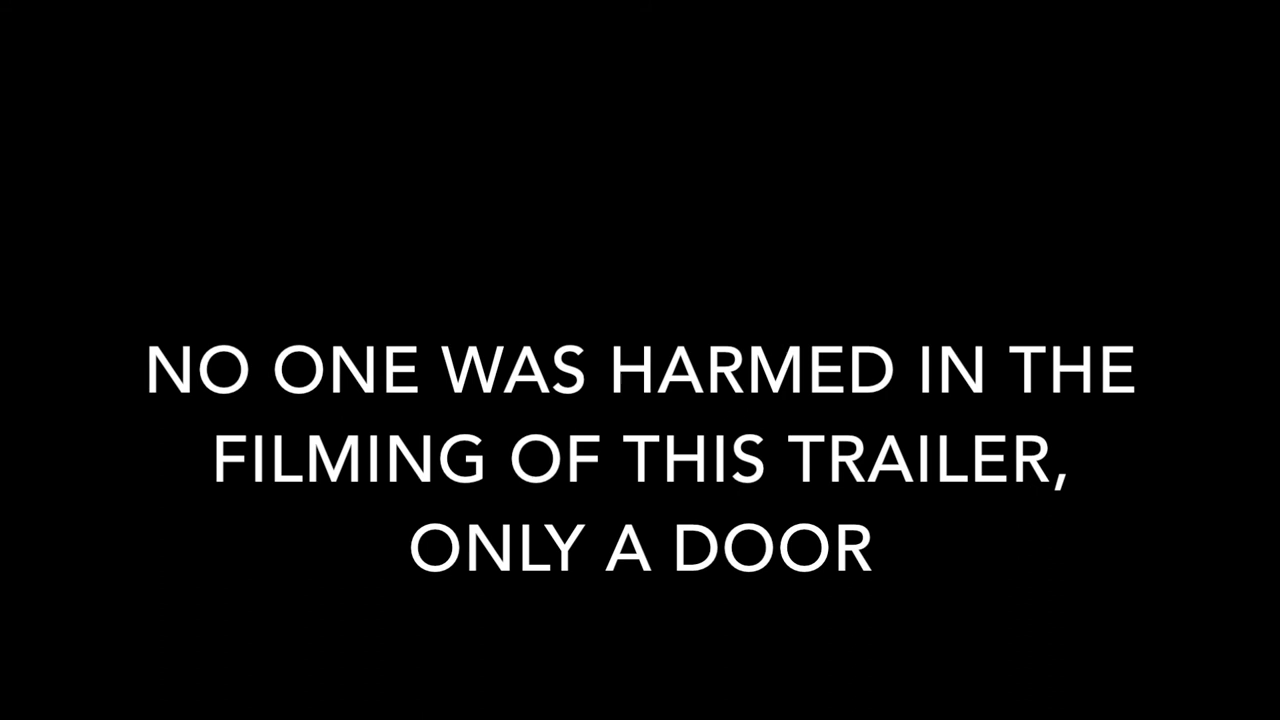 NO ONE WAS HARMED IN THE
FILMING OF THIS TRAILER,
ONLY A DOOR